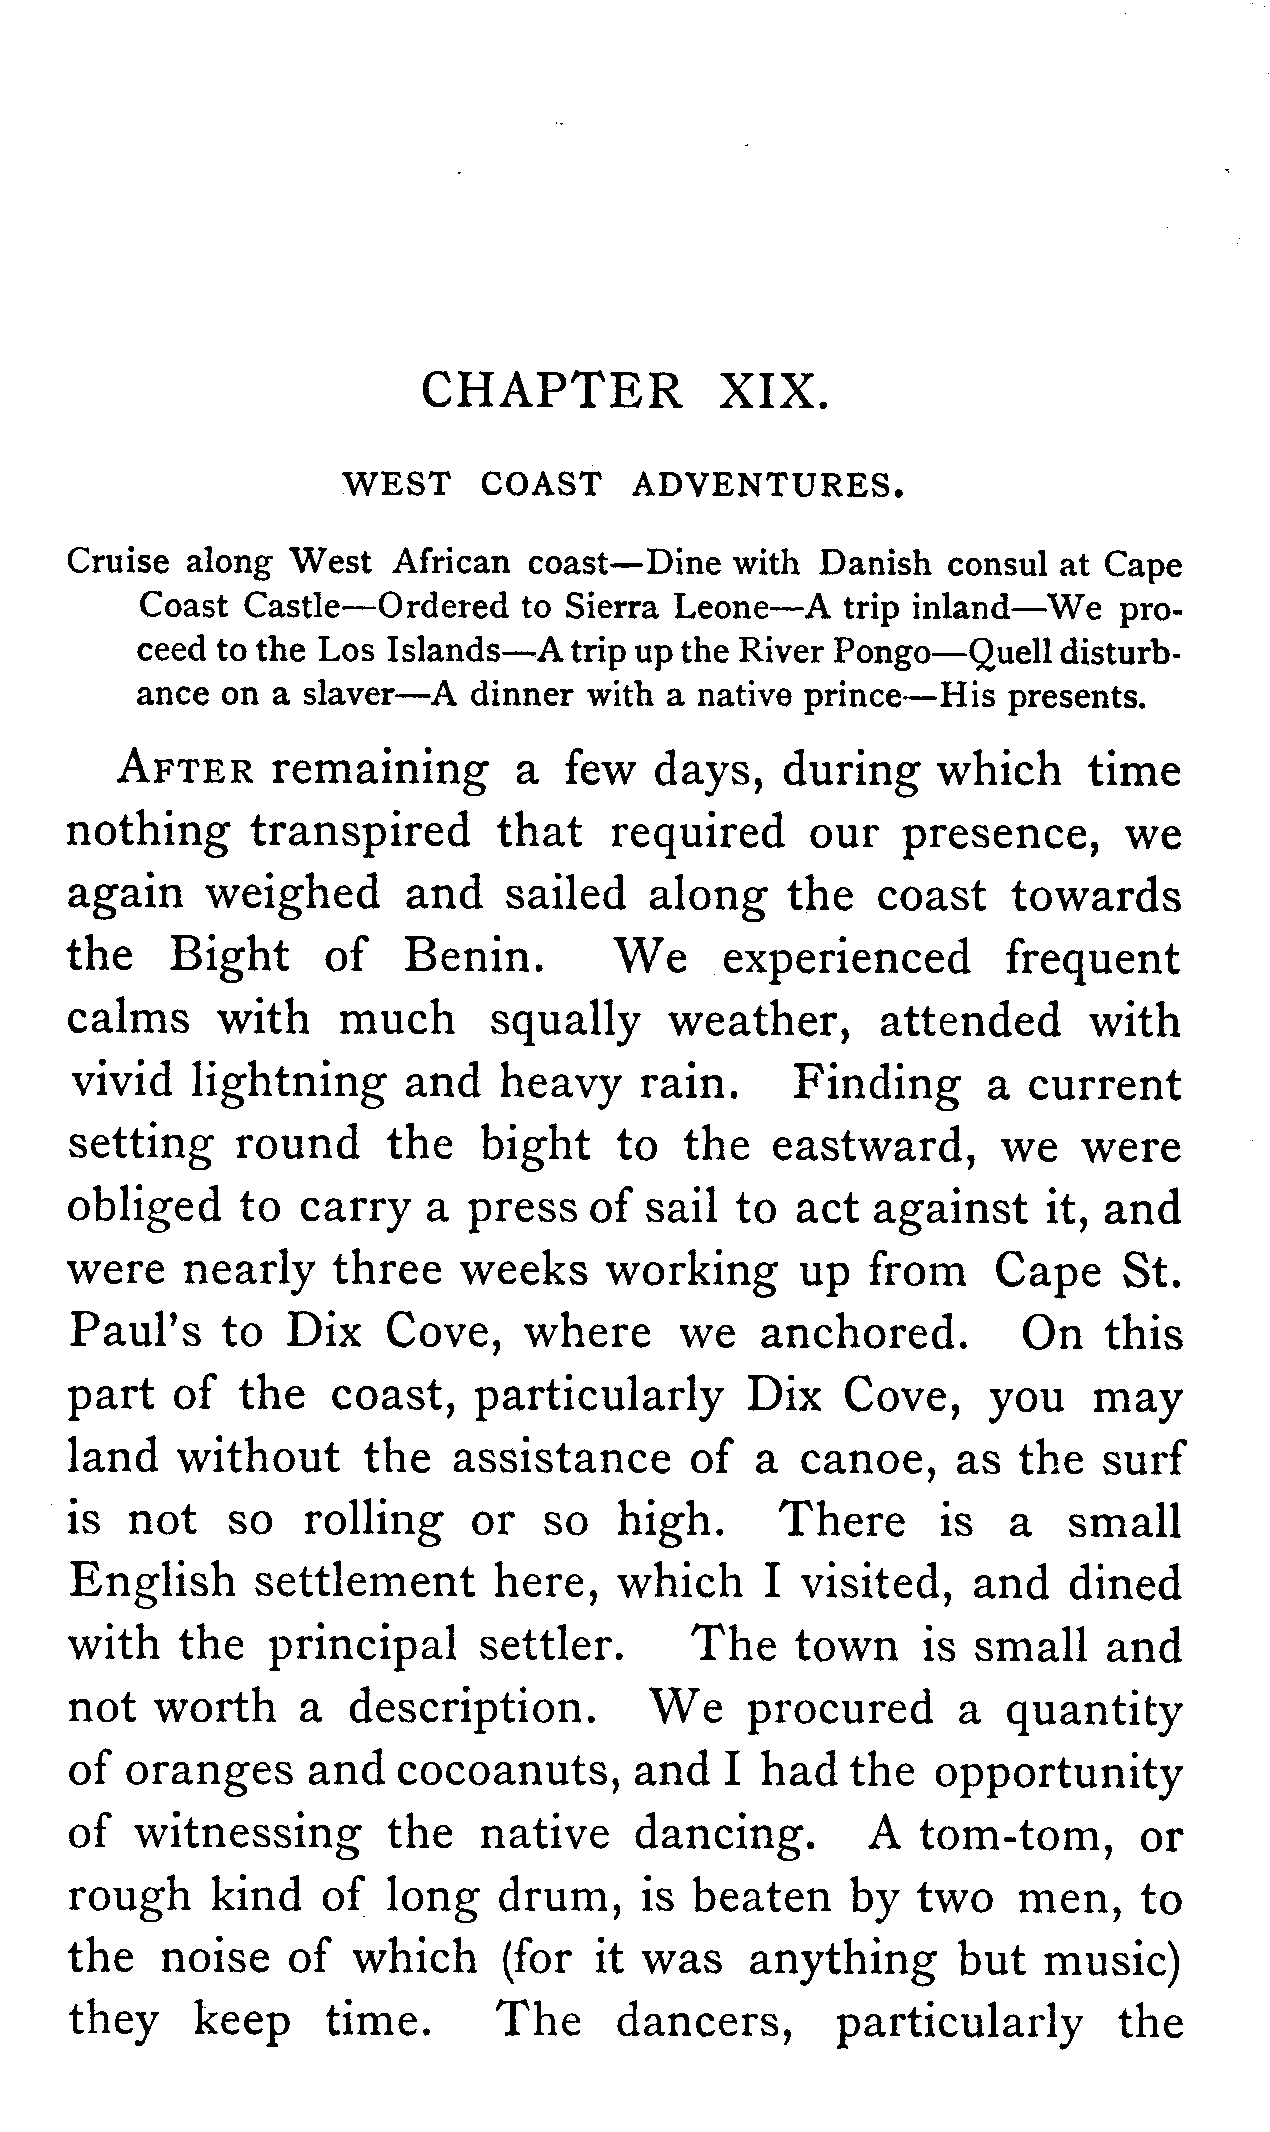 CHAPTER XIX.
WEST COAST ADVENTURES.
Cruise along West African coast—Dine with Danish consul at Cape
Coast Castle—Ordered to Sierra Leone—A trip inland—We pro-
ceed to the Los Islands—A trip up the River Pongo—Quell disturb-
ance on a slaver—A dinner with a native prince—His presents.
AFTER remaining a few days, during which time
nothing transpired that required our presence, we
again weighed and sailed along the coast towards
the Bight of Benin. We experienced frequent
calms with much squally weather, attended with
vivid lightning and heavy rain. Finding a current
setting round the bight to the eastward, we were
obliged to carry a press of sail to act against it, and
were nearly three weeks working up from Cape St.
Paul's to Dix Cove, where we anchored. On this
part of the coast, particularly Dix Cove, you may
land without the assistance of a canoe, as the surf
is not so rolling or so high. There is a small
English settlement here, which I visited, and dined
with the principal settler. The town is small and
not worth a description. We procured a quantity
of oranges and cocoanuts, and I had the opportunity
of witnessing the native dancing. A tom-tom, or
rough kind of long drum, is beaten by two men, to
the noise of which (for it was anything but music)
they keep time. The dancers, particularly the